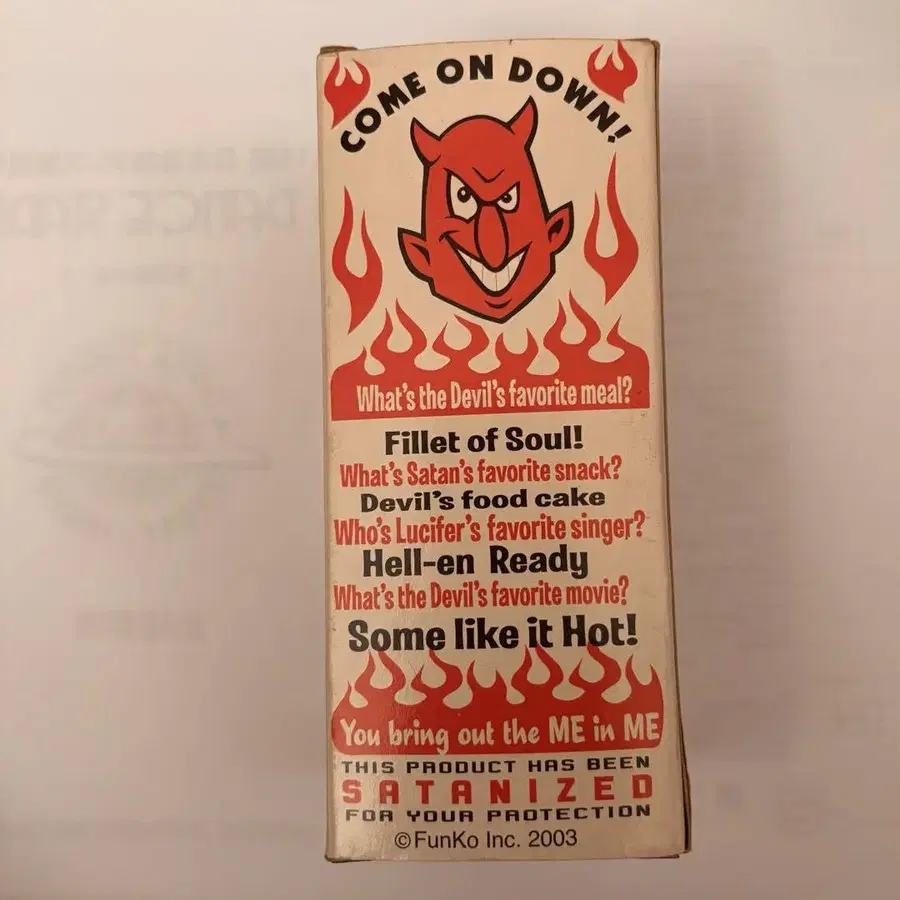 COME ON DOWN!
What's the Devil's favorite meal?
Fillet of Soul!
What's Satan's favorite snack?
Devil's food cake
Who's Lucifer's favorite singer?
Hell-en Ready
What's the Devil's favorite movie?
Some like it Hot!
You bring out the ME in ME
THIS PRODUCT HAS BEEN
SATANIZED
FOR YOUR PROTECTION
©FunKo Inc. 2003